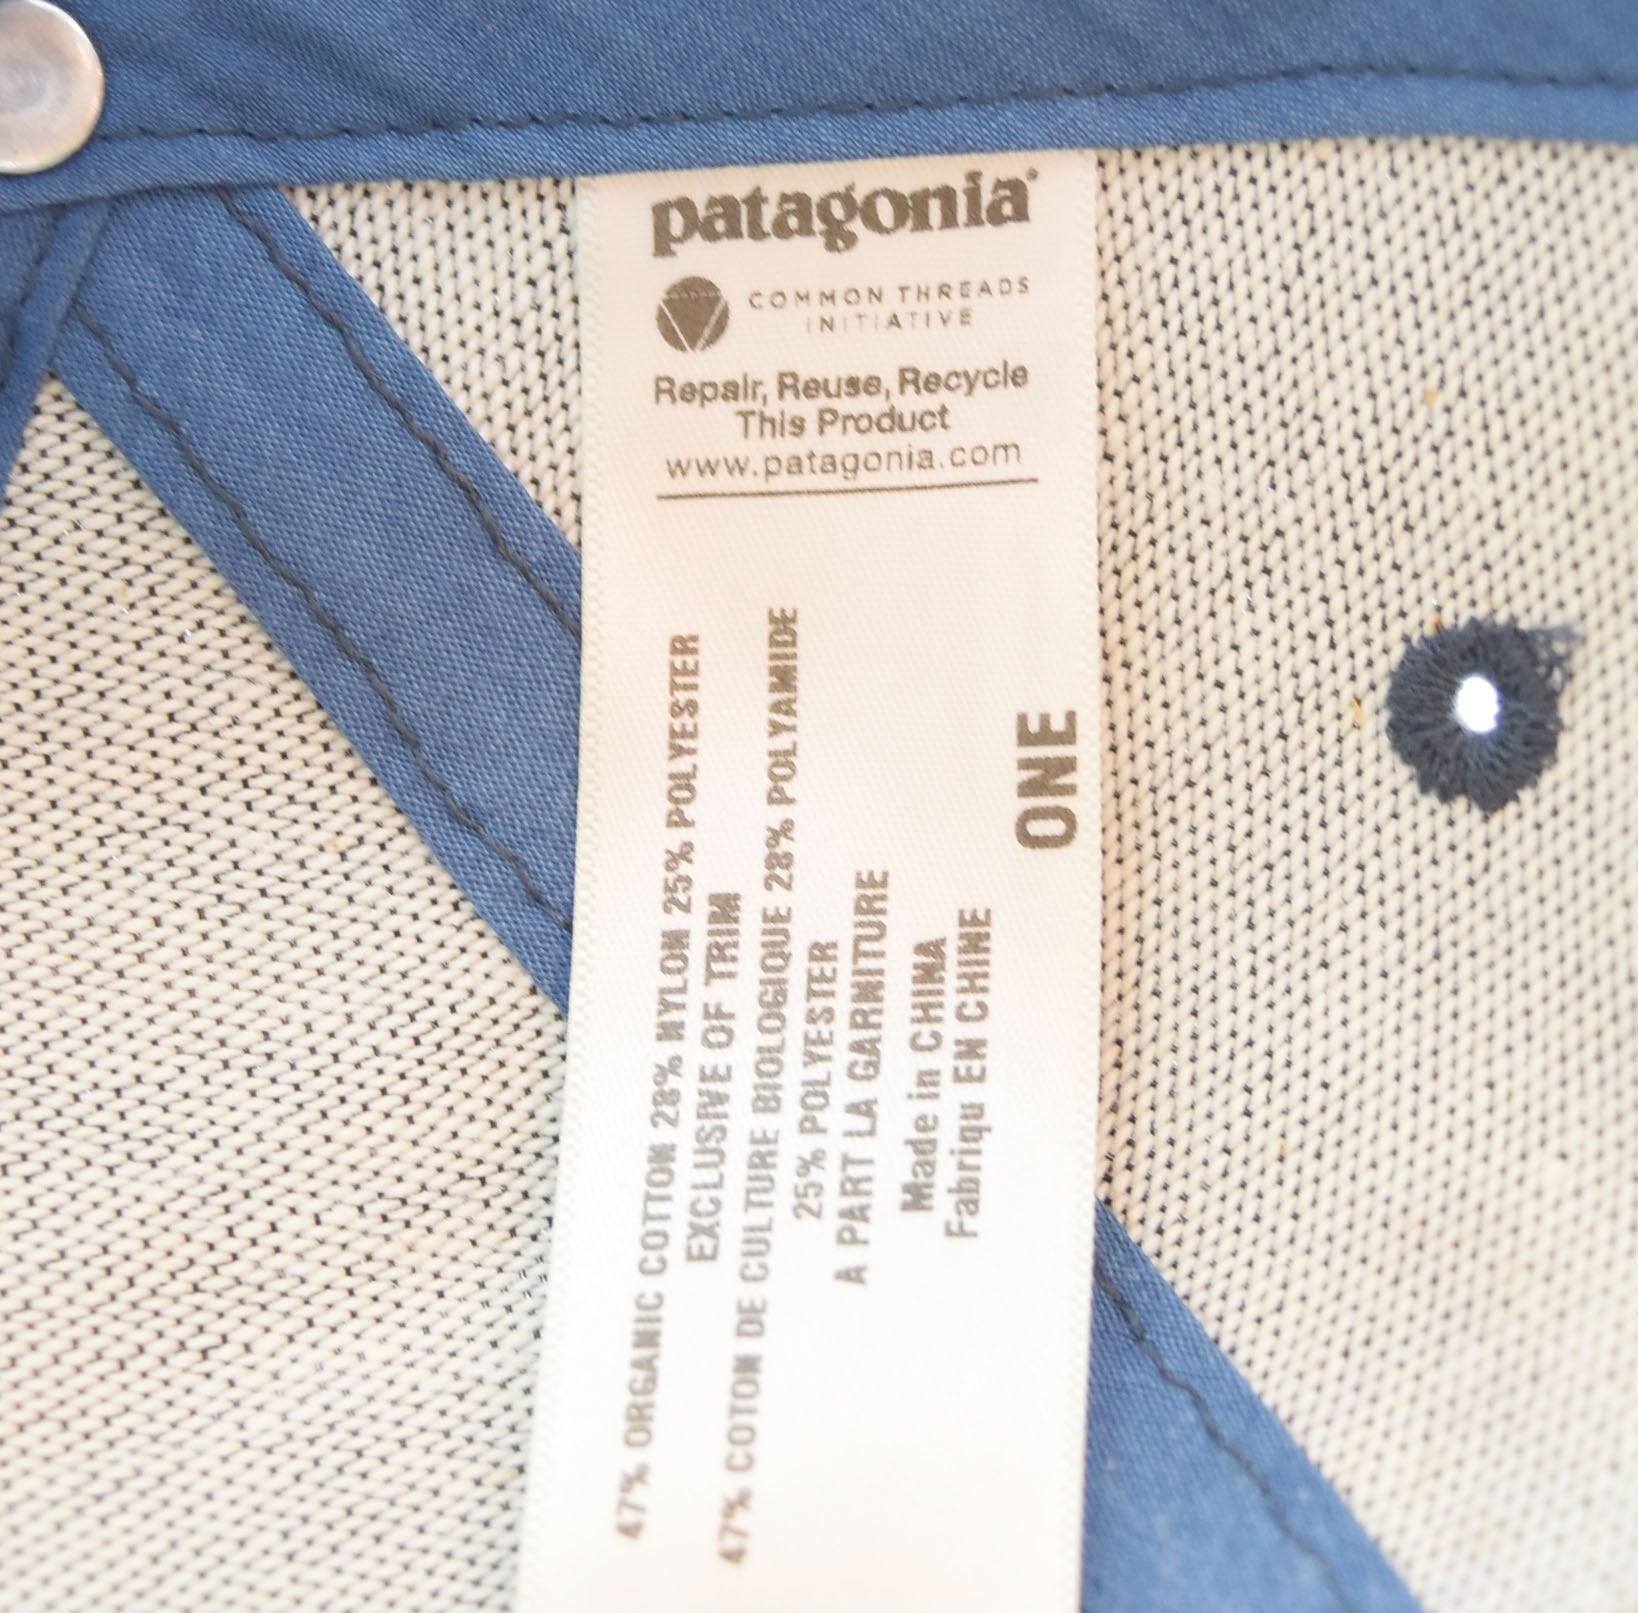 patagonia®
COMMON THREADS
INITIATIVE
Repair, Reuse, Recycle
This Product
www.patagonia.com
47% ORGANIC COTTON 28% NYLON 25% POLYESTER
EXCLUSIVE OF TRIM
47% COTON DE CULTURE BIOLOGIQUE 28% POLYAMIDE
25% POLYESTER
A PART LA GARNITURE
Made in CHINA
Fabriqu EN CHINE
ONE